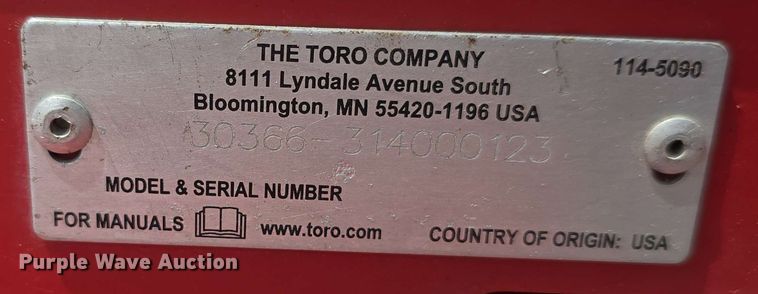 THE TORO COMPANY
114-5090
8111 Lyndale Avenue South
Bloomington, MN 55420-1196 USA
30366-314000123
MODEL & SERIAL NUMBER
FOR MANUALS www.toro.com COUNTRY OF ORIGIN: USA
Purple Wave Auction